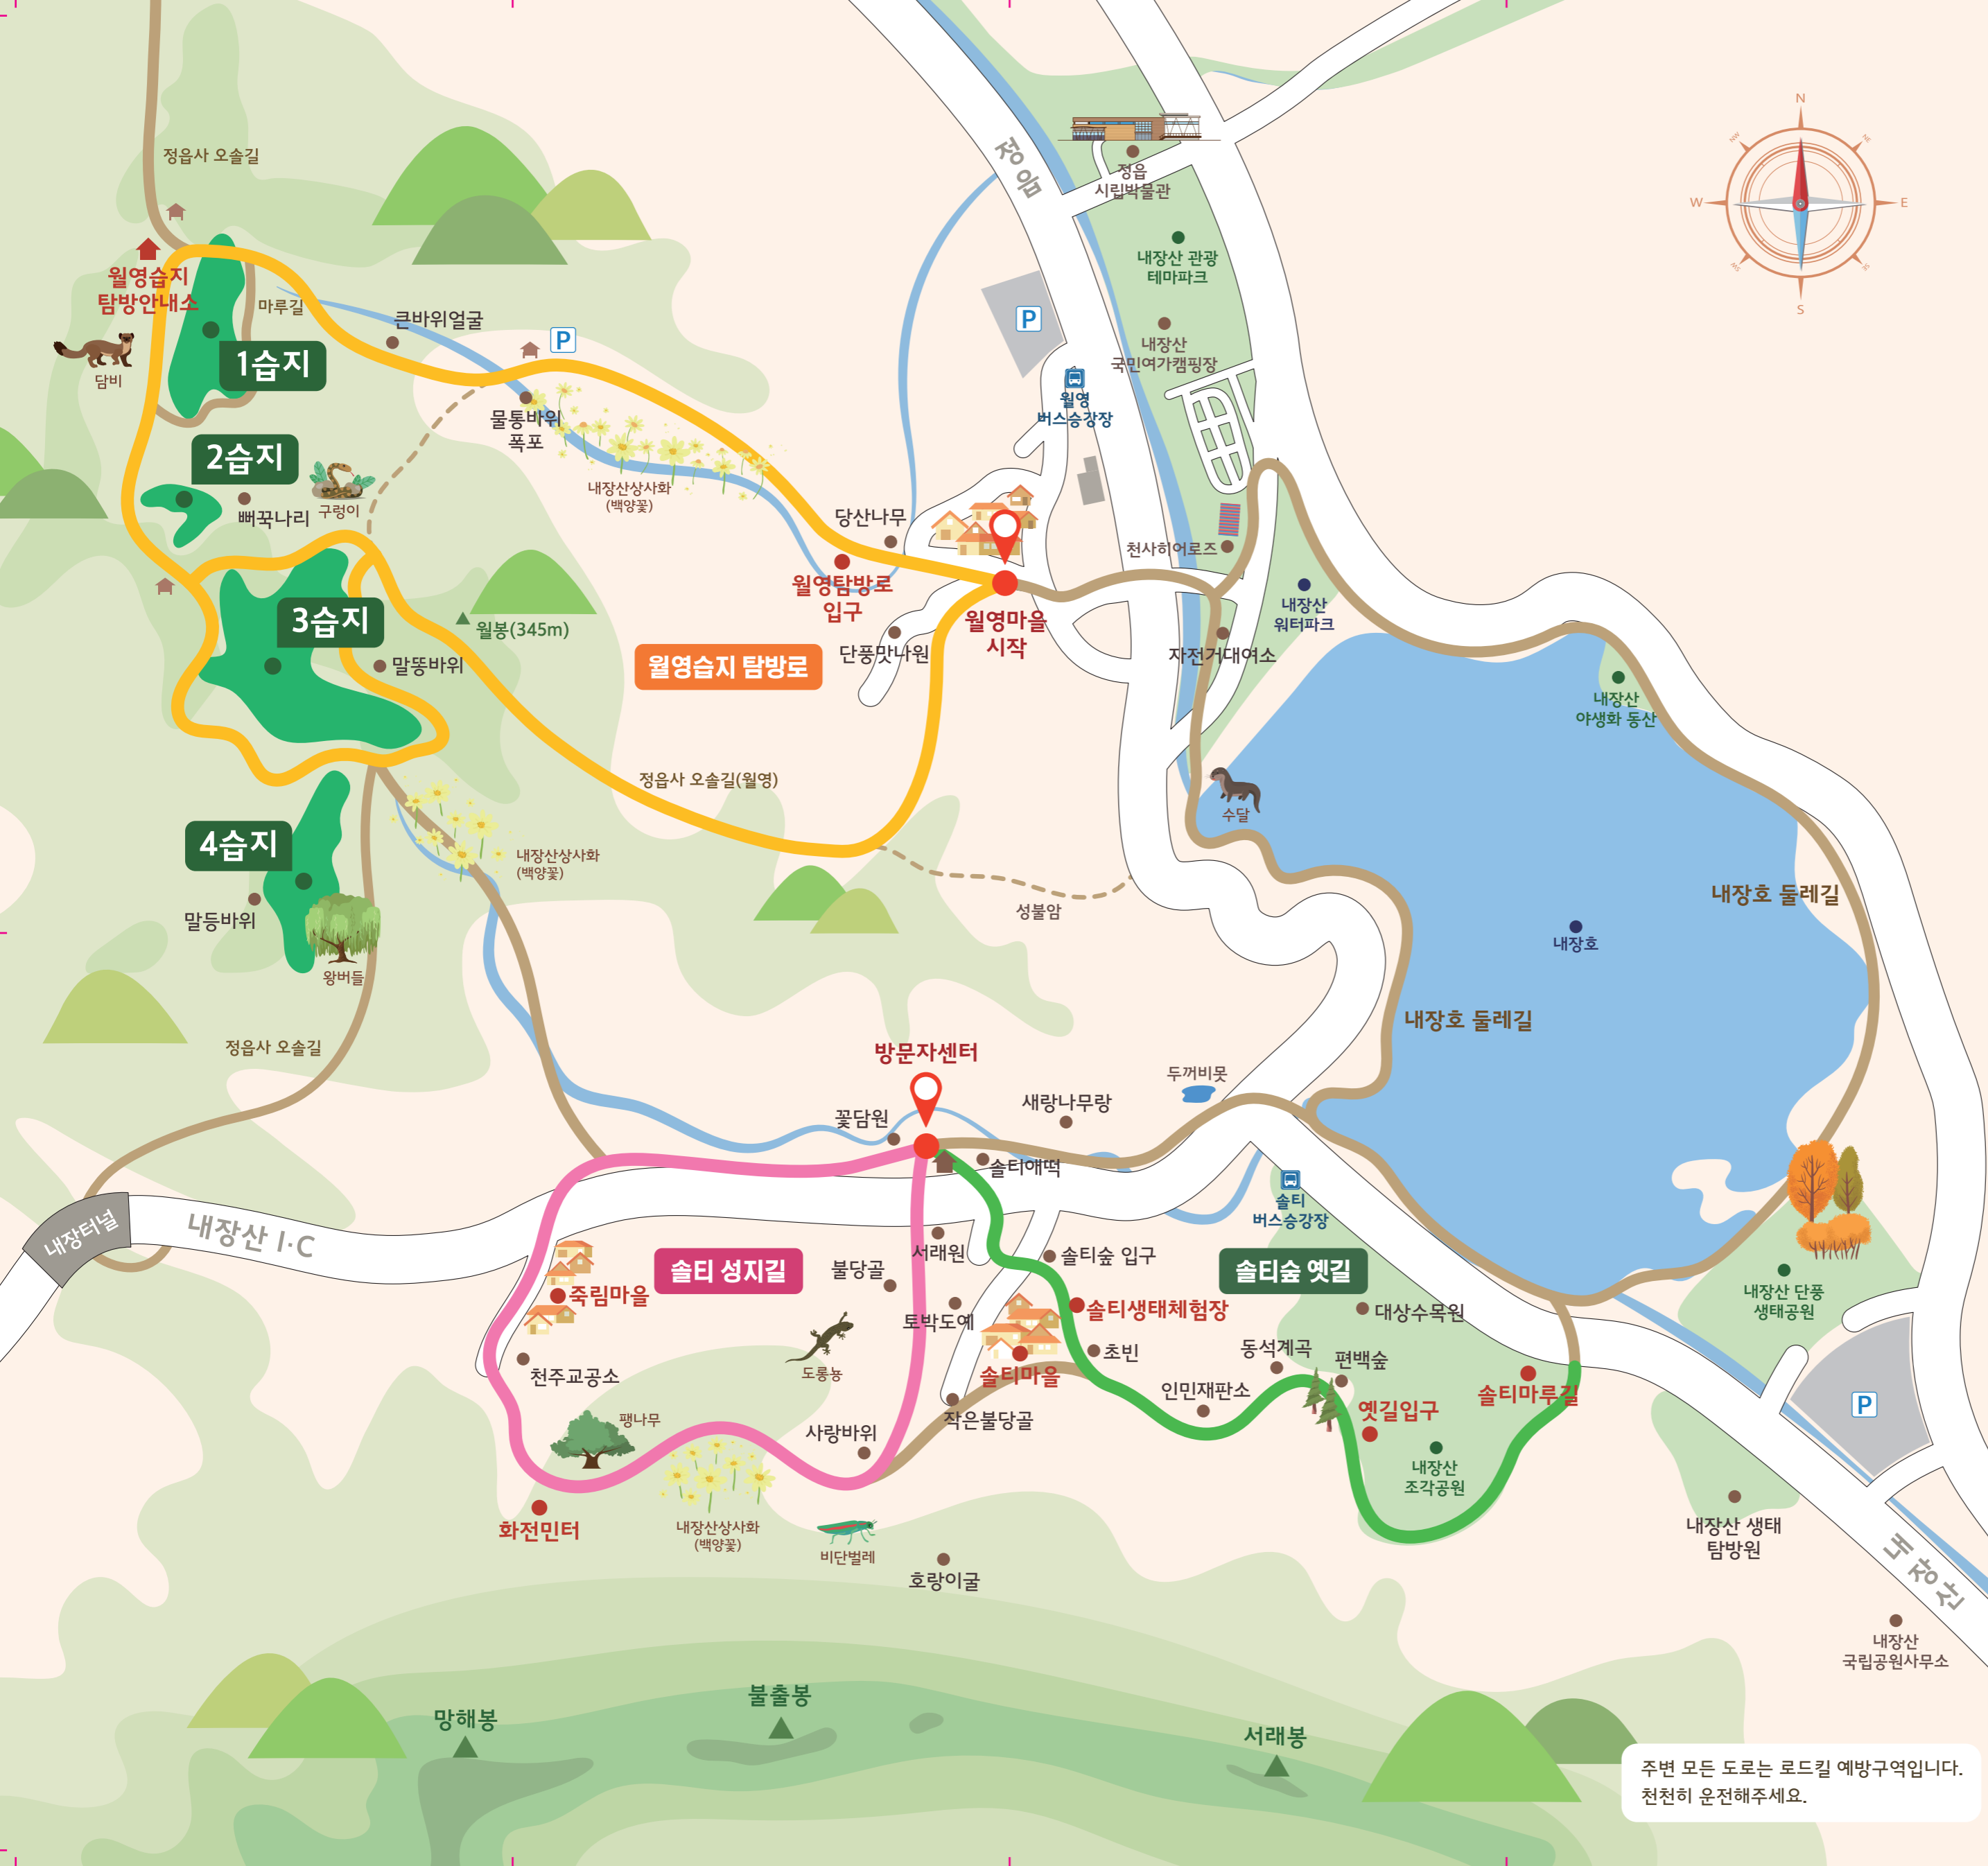 N
NW
NE
W
E
SW
SE
S
정읍
정읍
시립박물관
정읍사 오솔길
내장산 관광
테마파크
월영습지
탐방안내소
마루길
큰바위얼굴
P
P
내장산
국민여가캠핑장
담비
1습지
월영
버스승강장
물통바위
폭포
2습지
뻐꾹나리
구렁이
내장산상사화
(백양꽃)
당산나무
천사히어로즈
월영탐방로
입구
내장산
워터파크
3습지
월봉(345m)
월영마을
시작
말똥바위
월영습지 탐방로
단풍맛나원
자전거대여소
내장산
야생화 동산
정읍사 오솔길(월영)
수달
4습지
내장산상사화
(백양꽃)
말등바위
성불암
내장호 둘레길
내장호
왕버들
내장호 둘레길
정읍사 오솔길
방문자센터
두꺼비못
꽃담원
새랑나무랑
솔티애떡
솔티
버스승강장
내장터널
내장산 I·C
서래원
솔티숲 입구
솔티 성지길
불당골
솔티숲 옛길
죽림마을
토박도예
솔티생태체험장
대상수목원
내장산 단풍
생태공원
천주교공소
도롱뇽
솔티마을
초빈
동석계곡
편백숲
인민재판소
솔티마루길
P
팽나무
사랑바위
작은불당골
옛길입구
내장산
조각공원
화전민터
내장산상사화
(백양꽃)
비단벌레
호랑이굴
내장산 생태
탐방원
내장산
내장산
국립공원사무소
망해봉
불출봉
서래봉
주변 모든 도로는 로드킬 예방구역입니다.
천천히 운전해주세요.